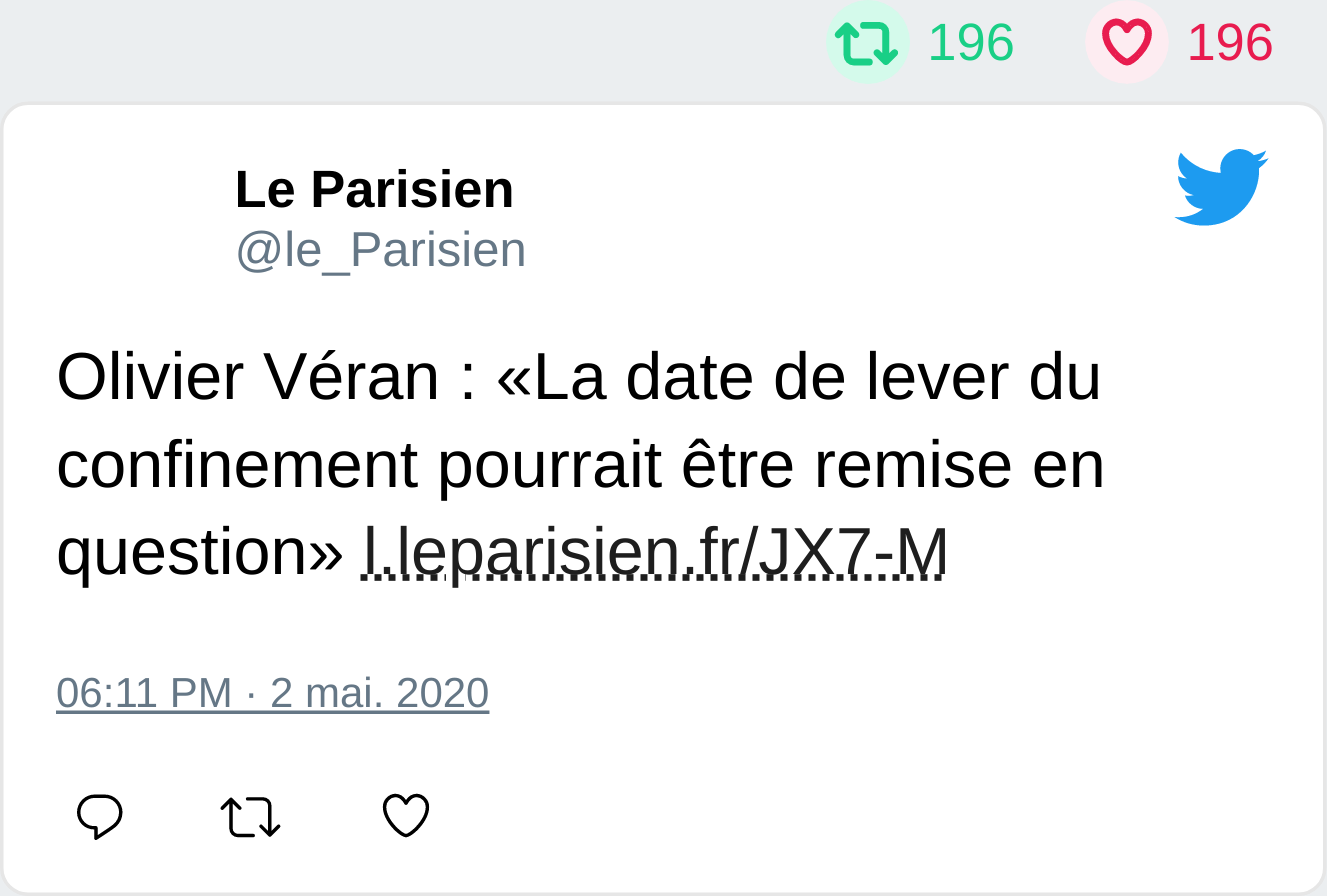 196 196
Le Parisien
@le_Parisien
Olivier Véran : «La date de lever du
confinement pourrait être remise en
question» l.leparisien.fr/JX7-M
06:11 PM · 2 mai. 2020